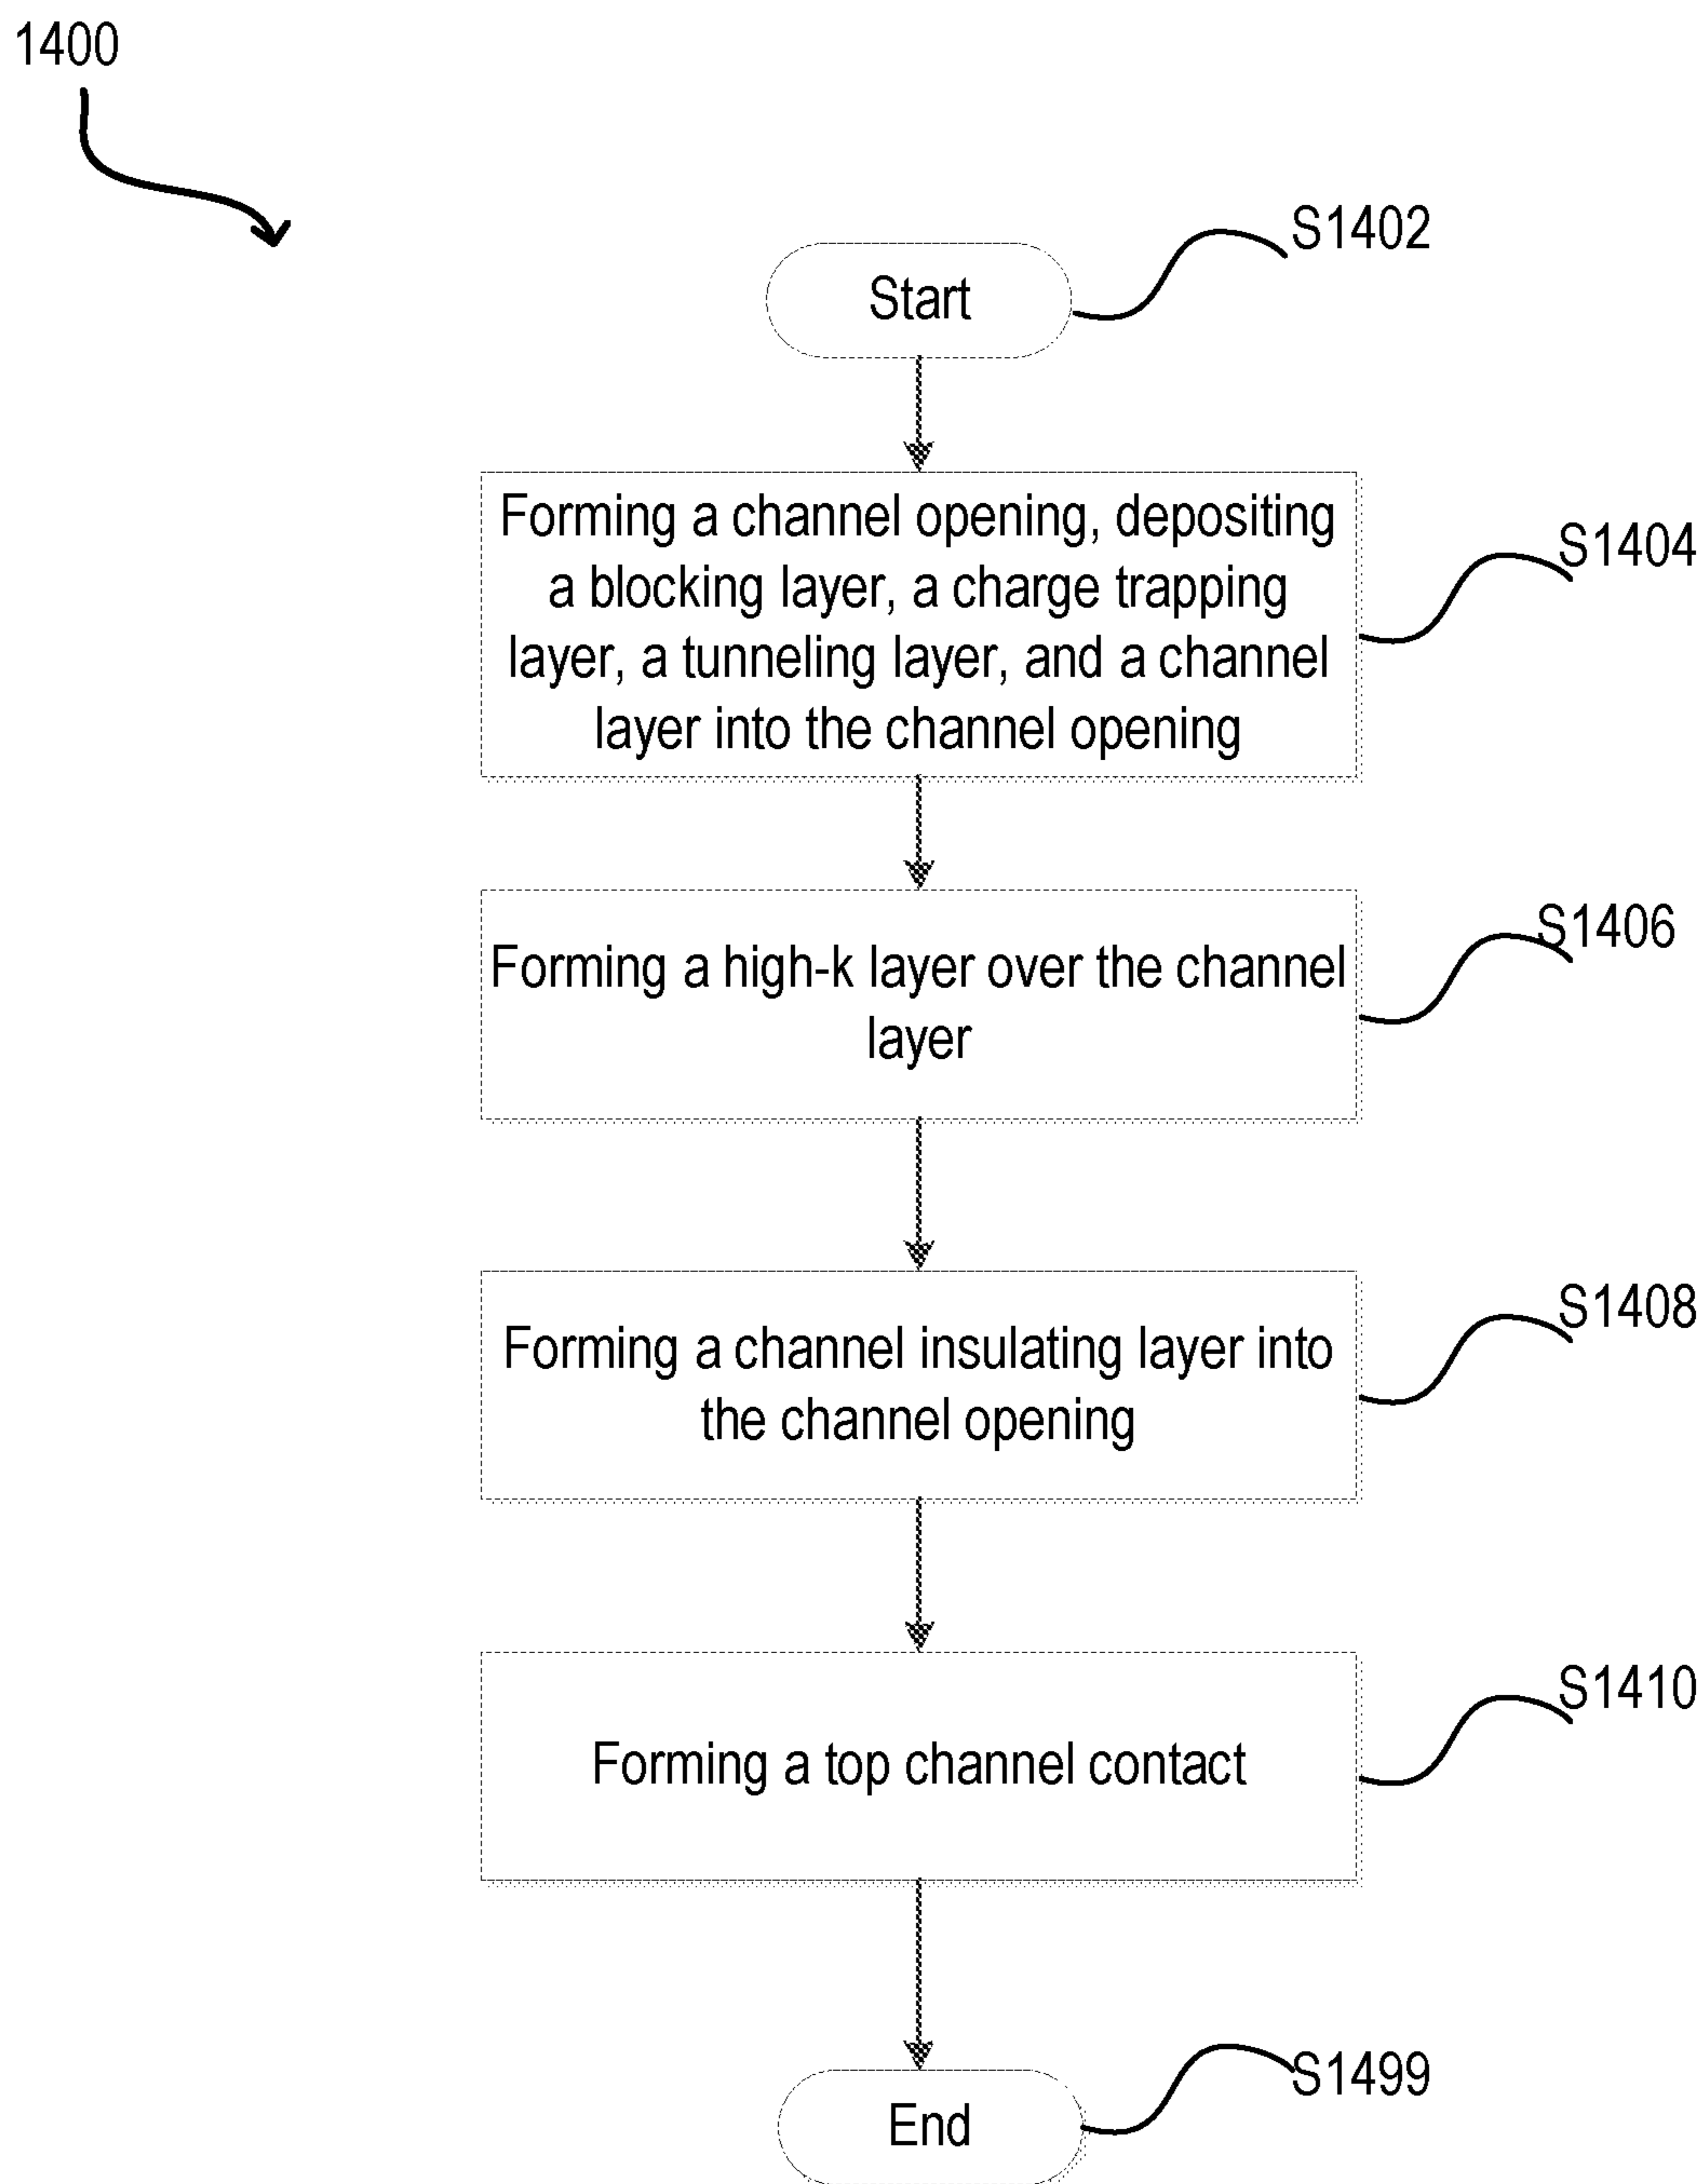 1400
S1402
Start
Forming a channel opening, depositing
a blocking layer, a charge trapping
layer, a tunneling layer, and a channel
layer into the channel opening
S1404
Forming a high-k layer over the channel
layer
S1406
Forming a channel insulating layer into
the channel opening
S1408
Forming a top channel contact
S1410
End
S1499